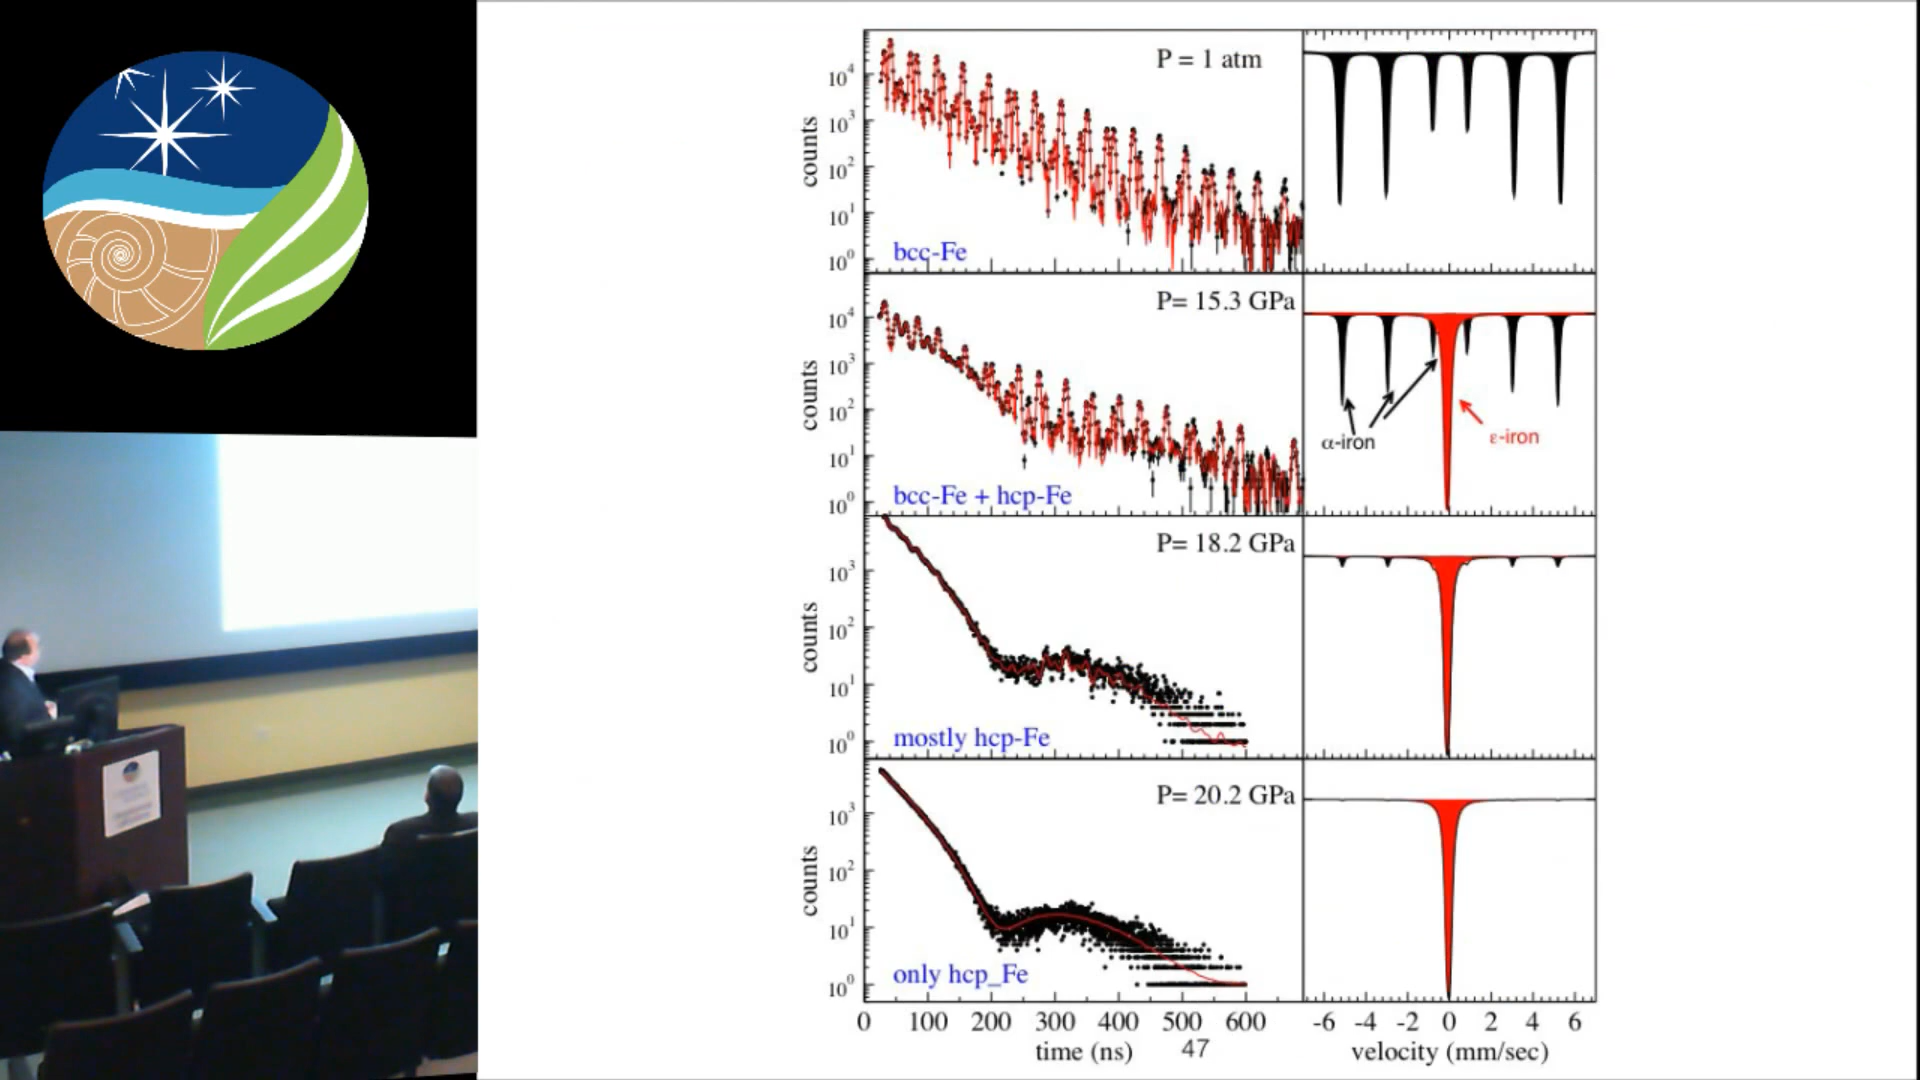 P = 1 atm
counts
10⁴
10³
10²
10¹
10⁰
bcc-Fe
P= 15.3 GPa
counts
10⁴
10³
10²
10¹
10⁰
α-iron
ε-iron
bcc-Fe + hcp-Fe
P= 18.2 GPa
counts
10³
10²
10¹
10⁰
mostly hcp-Fe
P= 20.2 GPa
counts
10³
10²
10¹
10⁰
only hcp_Fe
0 100 200 300 400 500 600
-6 -4 -2 0 2 4 6
time (ns)
47
velocity (mm/sec)